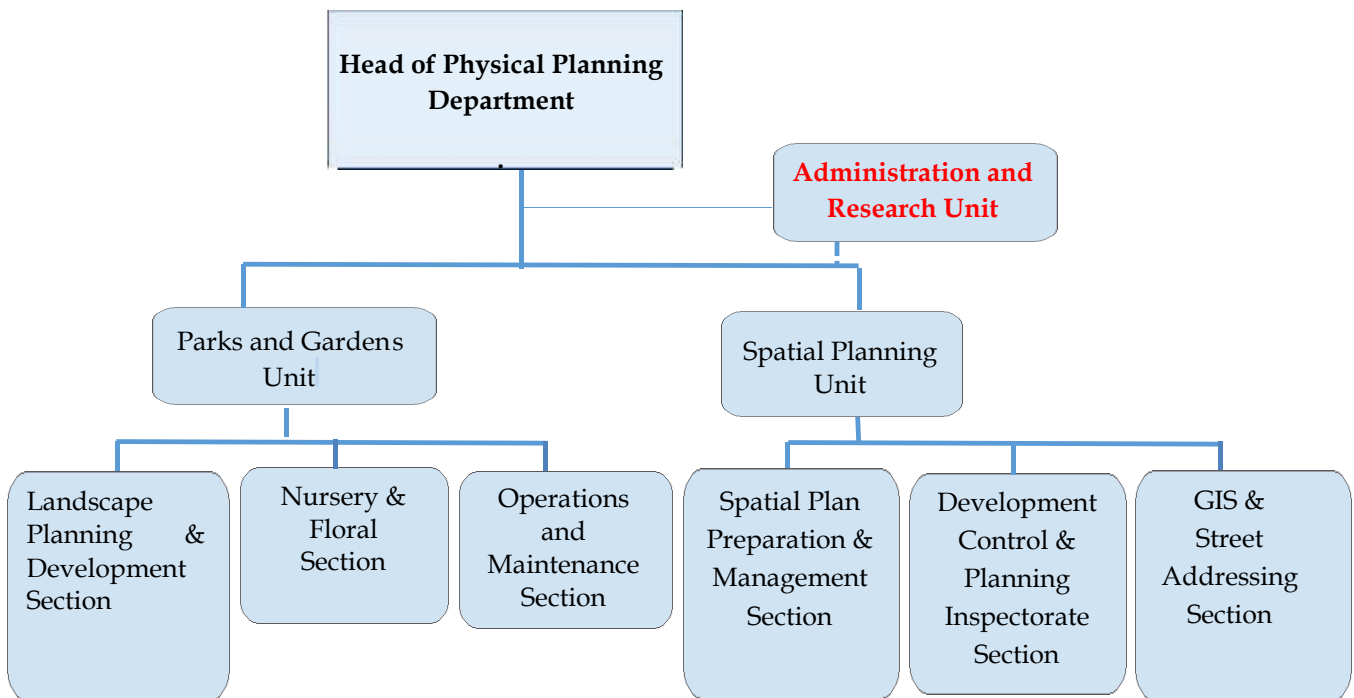 Head of Physical Planning
Department
.
Administration and
Research Unit
Parks and Gardens
Unit
Spatial Planning
Unit
Landscape
Planning &
Development
Section
Nursery &
Floral
Section
Operations
and
Maintenance
Section
Spatial Plan
Preparation &
Management
Section
Development
Control &
Planning
Inspectorate
Section
GIS &
Street
Addressing
Section